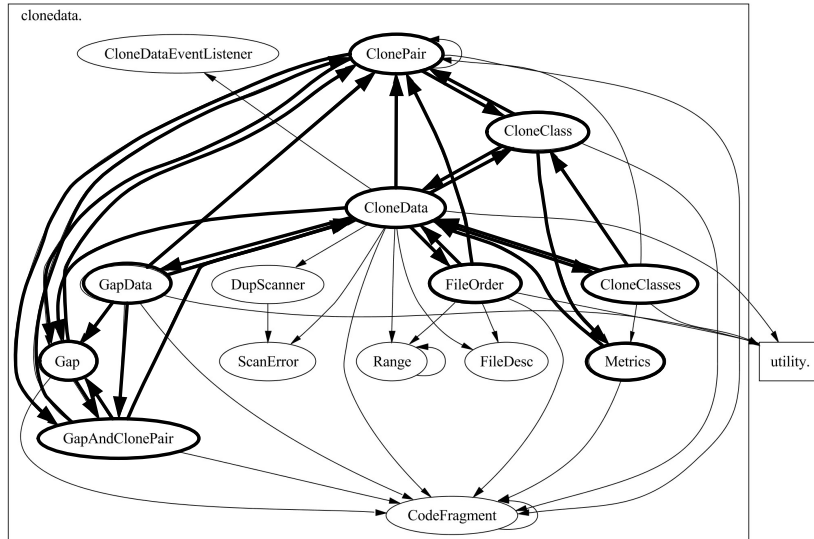 clonedata.
CloneDataEventListener
ClonePair
CloneClass
CloneData
GapData
DupScanner
FileOrder
CloneClasses
Gap
ScanError
Range
FileDesc
Metrics
utility.
GapAndClonePair
CodeFragment